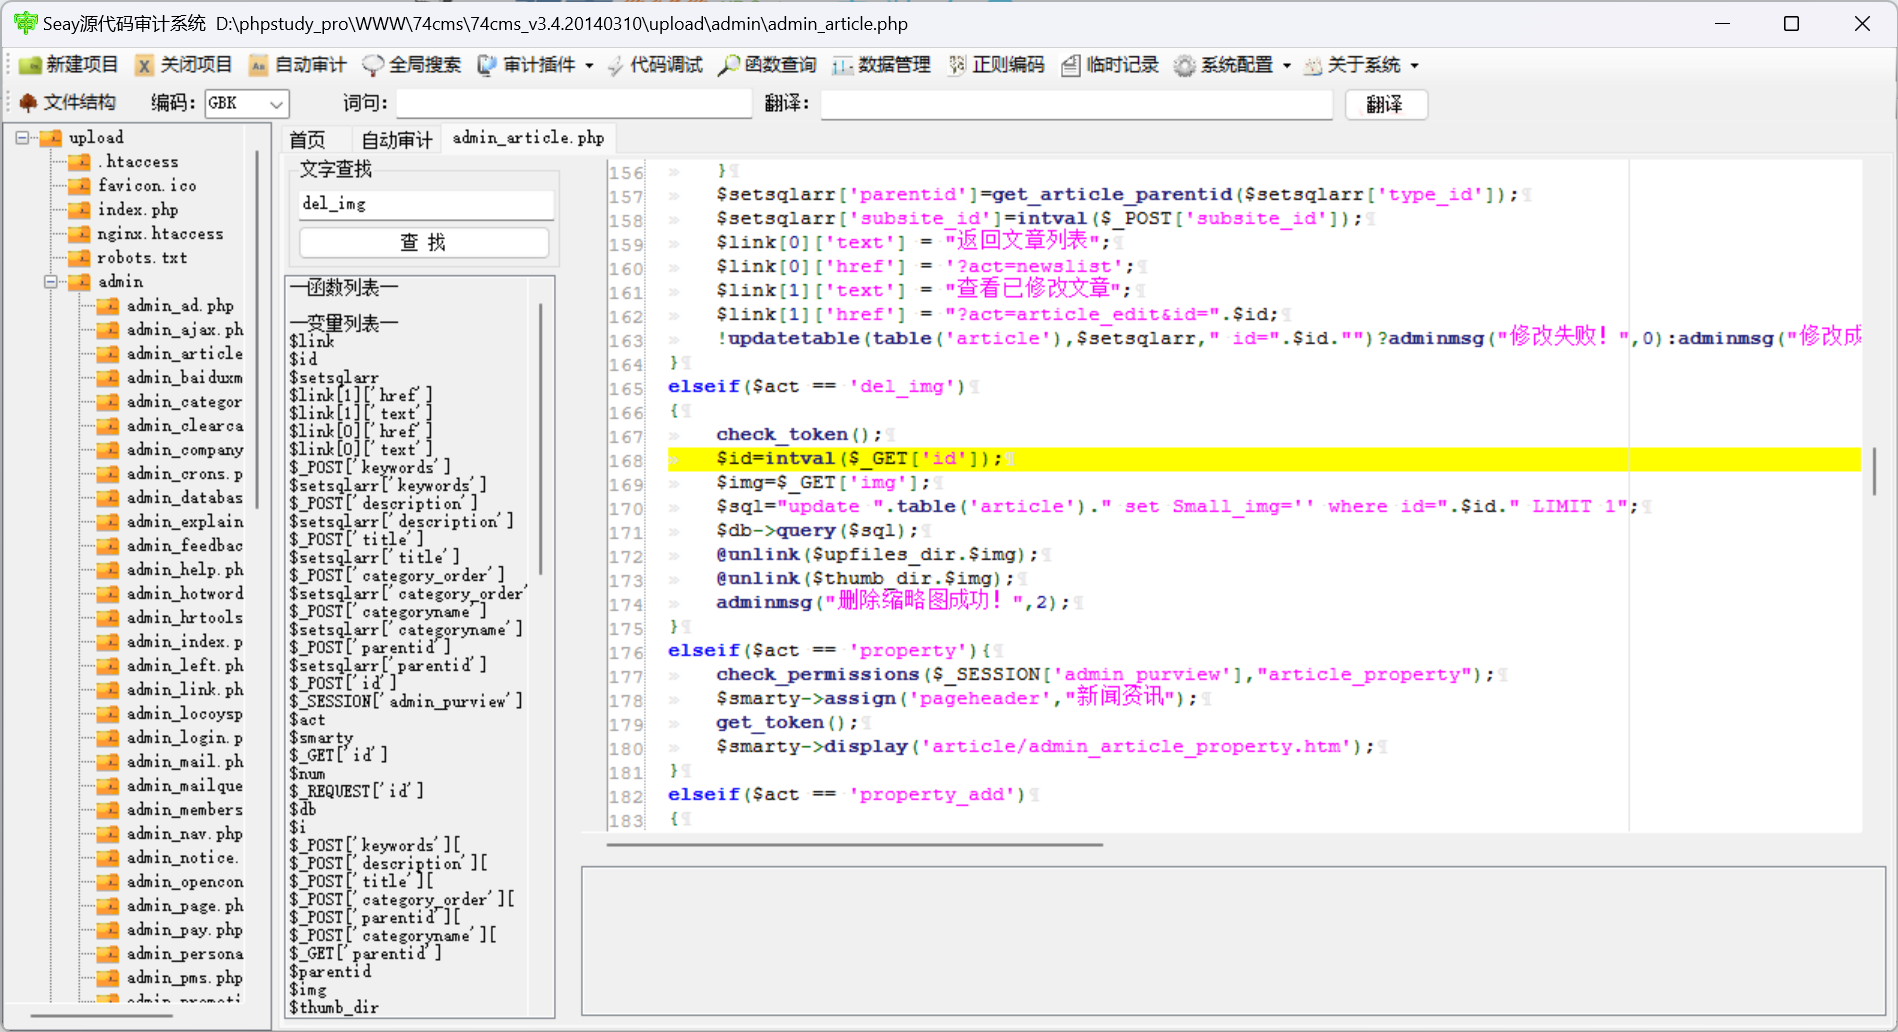 Seay源代码审计系统  D:\phpstudy_pro\WWW\74cms\74cms_v3.4.20140310\upload\admin\admin_article.php
新建项目 关闭项目 自动审计 全局搜索 审计插件 代码调试 函数查询 数据管理 正则编码 临时记录 系统配置 关于系统
文件结构 编码: GBK 词句: 翻译: 翻译
upload
.htaccess
favicon.ico
index.php
nginx.htaccess
robots.txt
admin
admin_ad.php
admin_ajax.ph
admin_article
admin_baiduxm
admin_categor
admin_clearca
admin_company
admin_crons.p
admin_databas
admin_explain
admin_feedbac
admin_help.ph
admin_hotword
admin_hrtools
admin_index.p
admin_left.ph
admin_link.ph
admin_locoysp
admin_login.p
admin_mail.ph
admin_mailque
admin_members
admin_nav.php
admin_notice.
admin_opencon
admin_page.ph
admin_pay.php
admin_persona
admin_pms.php
admin_promoti
首页 自动审计 admin_article.php
文字查找
del_img
查 找
—函数列表—
—变量列表—
$link
$id
$setsqlarr
$link[1]['href']
$link[1]['text']
$link[0]['href']
$link[0]['text']
$_POST['keywords']
$setsqlarr['keywords']
$_POST['description']
$setsqlarr['description']
$_POST['title']
$setsqlarr['title']
$_POST['category_order']
$setsqlarr['category_order'
$_POST['categoryname']
$setsqlarr['categoryname']
$_POST['parentid']
$setsqlarr['parentid']
$_POST['id']
$_SESSION['admin_purview']
$act
$smarty
$_GET['id']
$num
$_REQUEST['id']
$db
$i
$_POST['keywords'][
$_POST['description'][
$_POST['title'][
$_POST['category_order'][
$_POST['parentid'][
$_POST['categoryname'][
$_GET['parentid']
$parentid
$img
$thumb_dir
156 }
157 $setsqlarr['parentid']=get_article_parentid($setsqlarr['type_id']);
158 $setsqlarr['subsite_id']=intval($_POST['subsite_id']);
159 $link[0]['text'] = "返回文章列表";
160 $link[0]['href'] = '?act=newslist';
161 $link[1]['text'] = "查看已修改文章";
162 $link[1]['href'] = "?act=article_edit&id=".$id;
163 !updatetable(table('article'),$setsqlarr," id=".$id."")?adminmsg("修改失败！",0):adminmsg("修改成
164 }
165 elseif($act == 'del_img')
166 {
167 check_token();
168 $id=intval($_GET['id']);
169 $img=$_GET['img'];
170 $sql="update ".table('article')." set Small_img='' where id=".$id." LIMIT 1";
171 $db->query($sql);
172 @unlink($upfiles_dir.$img);
173 @unlink($thumb_dir.$img);
174 adminmsg("删除缩略图成功！",2);
175 }
176 elseif($act == 'property'){
177 check_permissions($_SESSION['admin_purview'],"article_property");
178 $smarty->assign('pageheader',"新闻资讯");
179 get_token();
180 $smarty->display('article/admin_article_property.htm');
181 }
182 elseif($act == 'property_add')
183 {